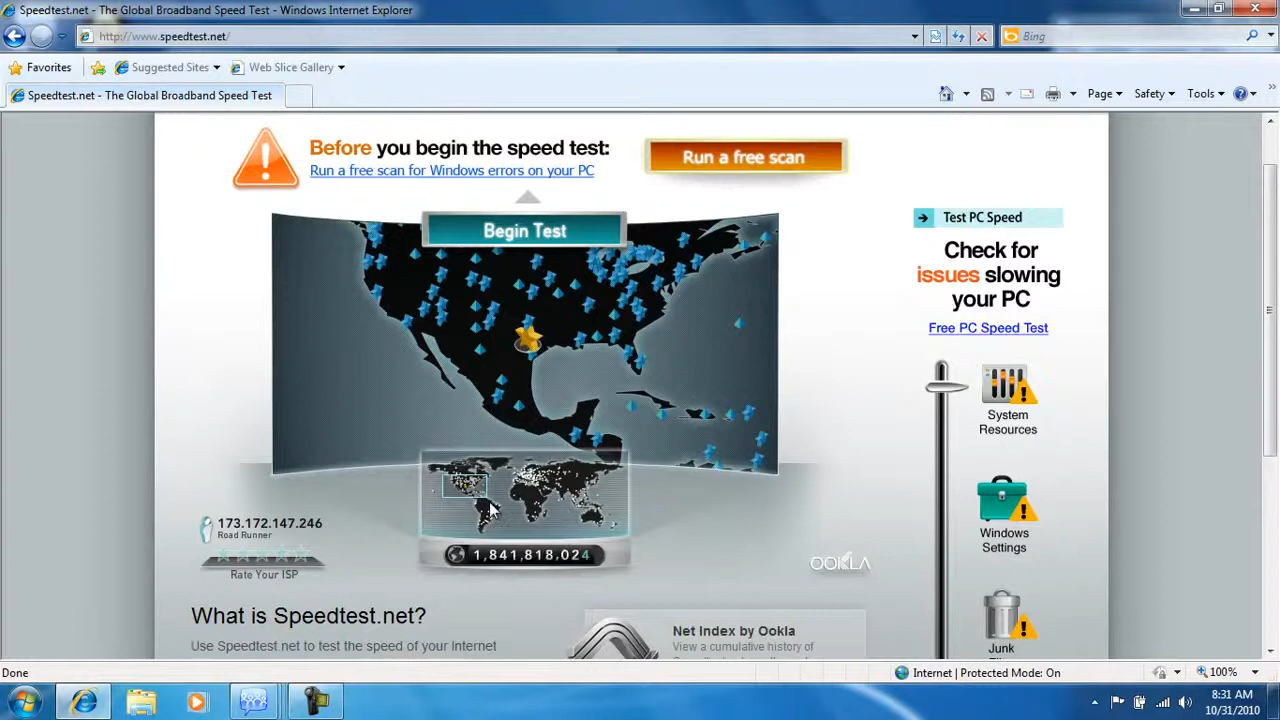 Speedtest.net - The Global Broadband Speed Test - Windows Internet Explorer
http://www.speedtest.net/
Bing
Favorites
Suggested Sites
Web Slice Gallery
Speedtest.net - The Global Broadband Speed Test
Page
Safety
Tools
Before you begin the speed test:
Run a free scan for Windows errors on your PC
Run a free scan
Begin Test
Test PC Speed
Check for
issues slowing
your PC
Free PC Speed Test
System
Resources
Windows
Settings
Junk
173.172.147.246
Road Runner
Rate Your ISP
1,841,818,024
OOKLA
What is Speedtest.net?
Use Speedtest.net to test the speed of your Internet
Net Index by Ookla
View a cumulative history of
Done
Internet | Protected Mode: On
100%
8:31 AM
10/31/2010